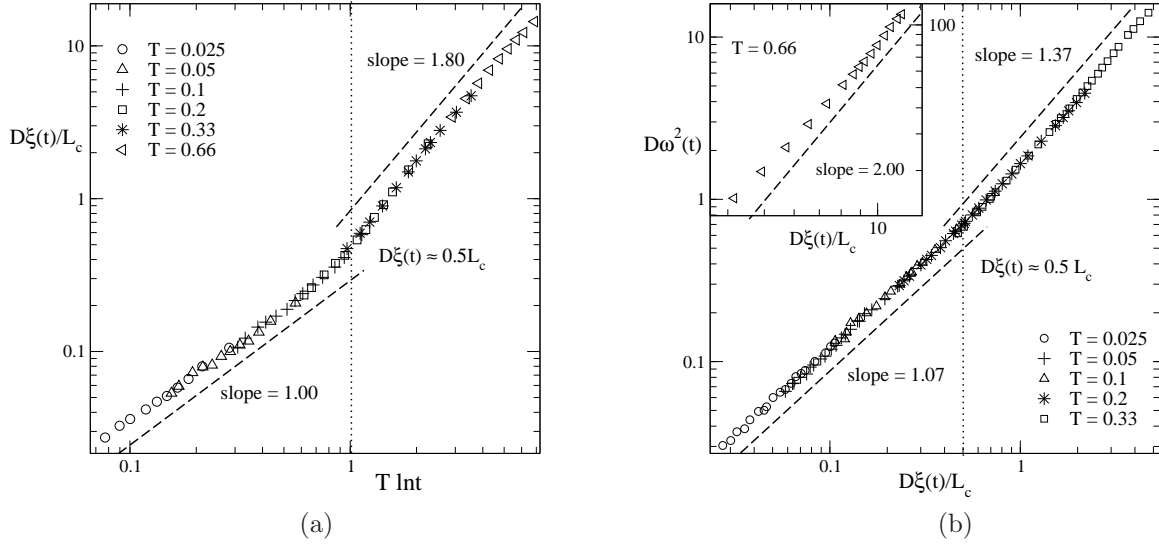 10
1
0.1
Dξ(t)/L_c
T = 0.025
T = 0.05
T = 0.1
T = 0.2
T = 0.33
T = 0.66
slope = 1.80
Dξ(t) ≈ 0.5L_c
slope = 1.00
0.1
1
T lnt
(a)
10
1
0.1
Dω²(t)
T = 0.66
100
slope = 2.00
Dξ(t)/L_c
10
slope = 1.37
Dξ(t) ≈ 0.5 L_c
slope = 1.07
T = 0.025
T = 0.05
T = 0.1
T = 0.2
T = 0.33
0.1
1
Dξ(t)/L_c
(b)